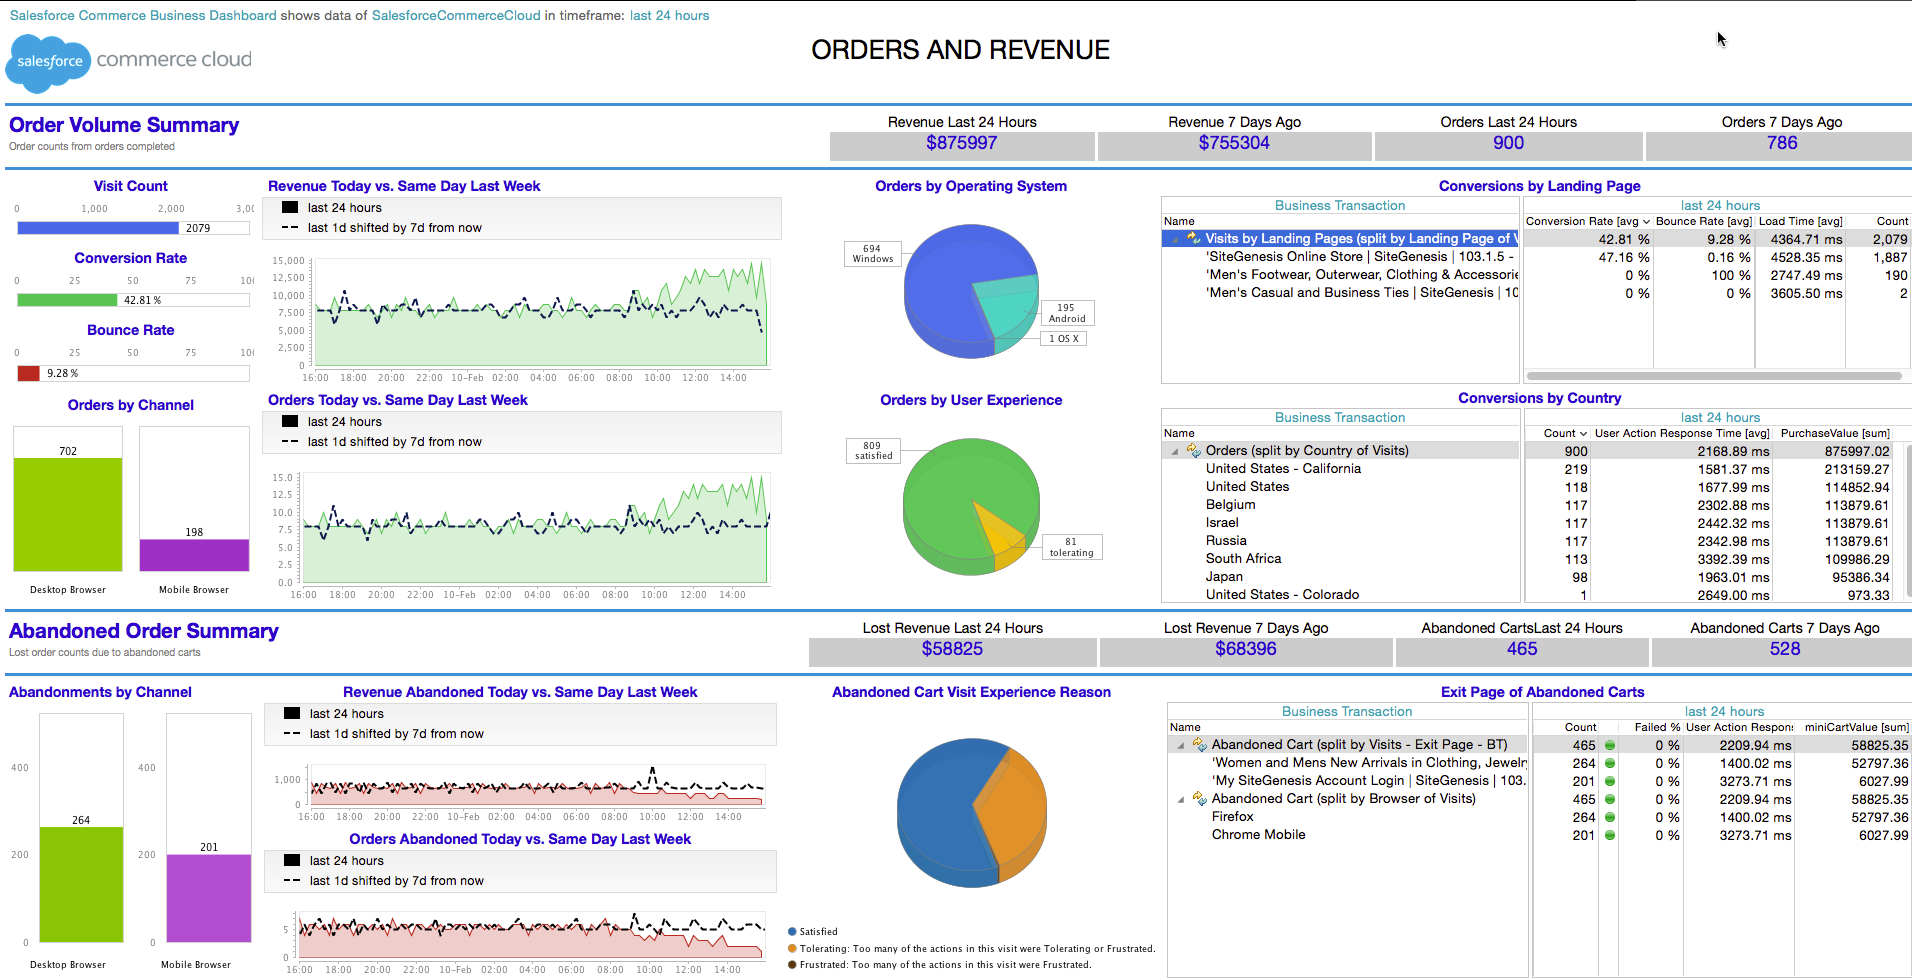 Salesforce Commerce Business Dashboard shows data of SalesforceCommerceCloud in timeframe: last 24 hours
salesforce commerce cloud
ORDERS AND REVENUE
Order Volume Summary
Order counts from orders completed
Revenue Last 24 Hours
$875997
Revenue 7 Days Ago
$755304
Orders Last 24 Hours
900
Orders 7 Days Ago
786
Visit Count
0 1,000 2,000
2079
Conversion Rate
0 25 50 75
42.81 %
Bounce Rate
0 25 50 75
9.28 %
Orders by Channel
702
198
Desktop Browser Mobile Browser
Revenue Today vs. Same Day Last Week
last 24 hours
last 1d shifted by 7d from now
15,000
12,500
10,000
7,500
5,000
2,500
0
16:00 18:00 20:00 22:00 10-Feb 02:00 04:00 06:00 08:00 10:00 12:00 14:00
Orders Today vs. Same Day Last Week
last 24 hours
last 1d shifted by 7d from now
15.0
12.5
10.0
7.5
5.0
2.5
0.0
16:00 18:00 20:00 22:00 10-Feb 02:00 04:00 06:00 08:00 10:00 12:00 14:00
Orders by Operating System
694
Windows
195
Android
1 OS X
Orders by User Experience
809
satisfied
81
tolerating
Conversions by Landing Page
Business Transaction last 24 hours
Name Conversion Rate [avg Bounce Rate [avg] Load Time [avg] Count
Visits by Landing Pages (split by Landing Page of 42.81 % 9.28 % 4364.71 ms 2,079
'SiteGenesis Online Store | SiteGenesis | 103.1.5 - 47.16 % 0.16 % 4528.35 ms 1,887
'Men's Footwear, Outerwear, Clothing & Accessorie 0 % 100 % 2747.49 ms 190
'Men's Casual and Business Ties | SiteGenesis | 10 0 % 0 % 3605.50 ms 2
Conversions by Country
Business Transaction last 24 hours
Name Count User Action Response Time [avg] PurchaseValue [sum]
Orders (split by Country of Visits) 900 2168.89 ms 875997.02
United States - California 219 1581.37 ms 213159.27
United States 118 1677.99 ms 114852.94
Belgium 117 2302.88 ms 113879.61
Israel 117 2442.32 ms 113879.61
Russia 117 2342.98 ms 113879.61
South Africa 113 3392.39 ms 109986.29
Japan 98 1963.01 ms 95386.34
United States - Colorado 1 2649.00 ms 973.33
Abandoned Order Summary
Lost order counts due to abandoned carts
Lost Revenue Last 24 Hours
$58825
Lost Revenue 7 Days Ago
$68396
Abandoned CartsLast 24 Hours
465
Abandoned Carts 7 Days Ago
528
Abandonments by Channel
400
200
0
264
400
200
0
201
Desktop Browser Mobile Browser
Revenue Abandoned Today vs. Same Day Last Week
last 24 hours
last 1d shifted by 7d from now
1,000
0
16:00 18:00 20:00 22:00 10-Feb 02:00 04:00 06:00 08:00 10:00 12:00 14:00
Orders Abandoned Today vs. Same Day Last Week
last 24 hours
last 1d shifted by 7d from now
5
0
16:00 18:00 20:00 22:00 10-Feb 02:00 04:00 06:00 08:00 10:00 12:00 14:00
Abandoned Cart Visit Experience Reason
Satisfied
Tolerating: Too many of the actions in this visit were Tolerating or Frustrated.
Frustrated: Too many of the actions in this visit were Frustrated.
Exit Page of Abandoned Carts
Business Transaction last 24 hours
Name Count Failed % User Action Respon miniCartValue [sum]
Abandoned Cart (split by Visits - Exit Page - BT) 465 0 % 2209.94 ms 58825.35
'Women and Mens New Arrivals in Clothing, Jewelry 264 0 % 1400.02 ms 52797.36
'My SiteGenesis Account Login | SiteGenesis | 103. 201 0 % 3273.71 ms 6027.99
Abandoned Cart (split by Browser of Visits) 465 0 % 2209.94 ms 58825.35
Firefox 264 0 % 1400.02 ms 52797.36
Chrome Mobile 201 0 % 3273.71 ms 6027.99